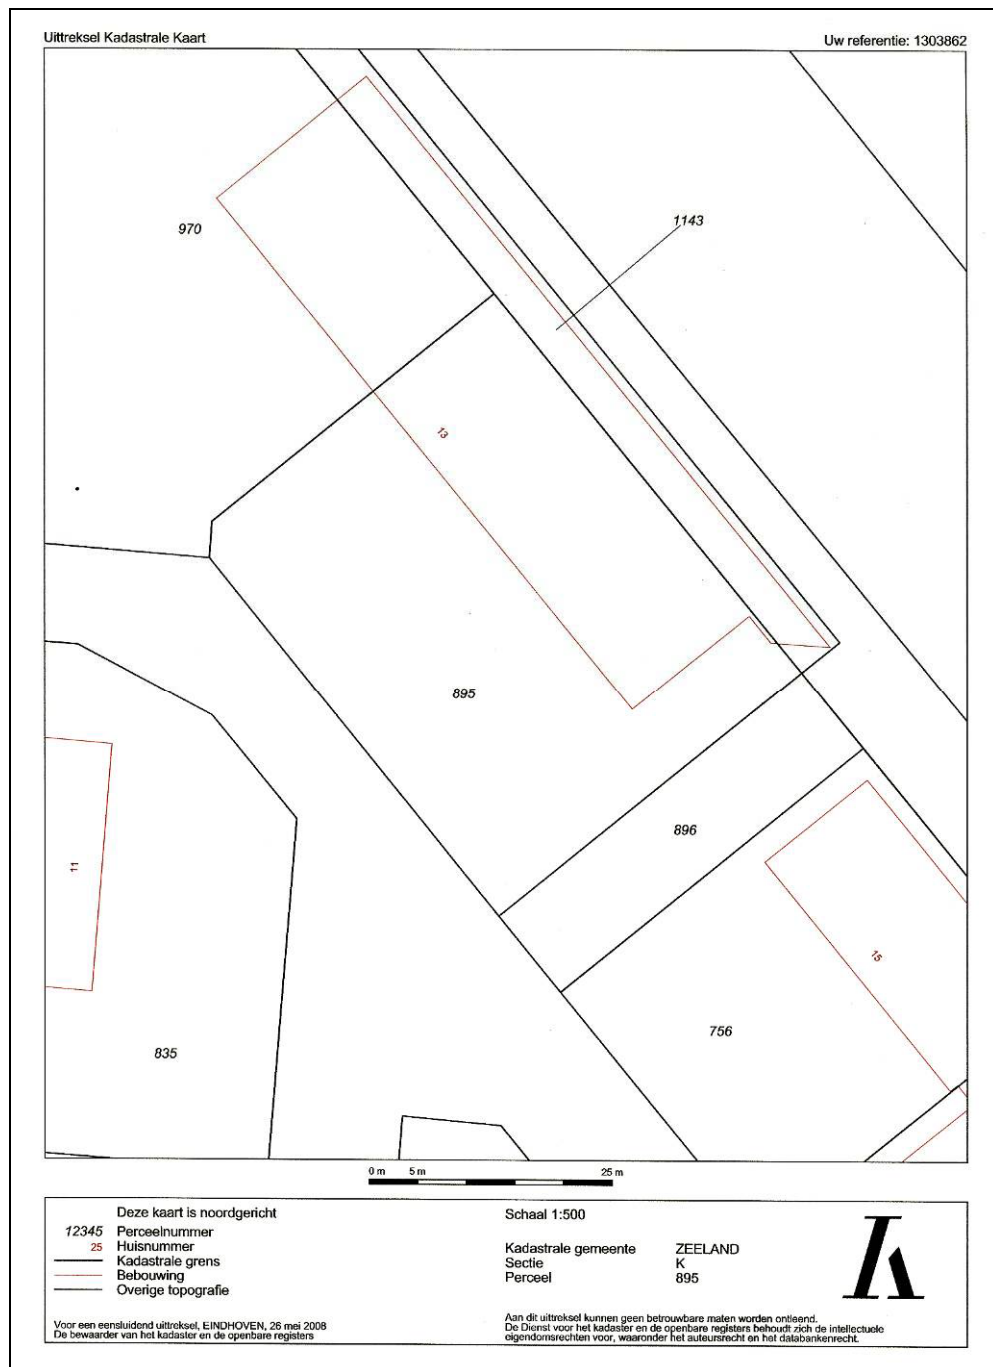 Uittreksel Kadastrale Kaart
Uw referentie: 1303862
970
1143
13
895
896
11
15
835
756
0 m 5 m 25 m
Deze kaart is noordgericht
12345 Perceelnummer
25 Huisnummer
Kadastrale grens
Bebouwing
Overige topografie
Voor een eensluidend uittreksel, EINDHOVEN, 26 mei 2008
De bewaarder van het kadaster en de openbare registers
Schaal 1:500
Kadastrale gemeente ZEELAND
Sectie K
Perceel 895
Aan dit uittreksel kunnen geen betrouwbare maten worden ontleend.
De Dienst voor het kadaster en de openbare registers behoudt zich de intellectuele
eigendomsrechten voor, waaronder het auteursrecht en het databankenrecht.